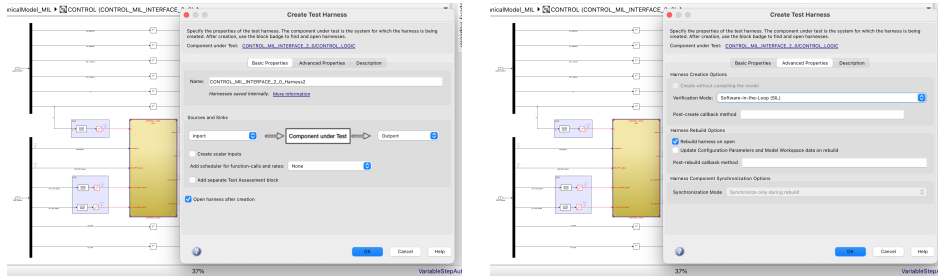 nicalModel_MIL ▸ CONTROL (CONTROL_MIL_INTERFACE_2_0)
Create Test Harness
Specify the properties of the test harness. The component under test is the system for which the harness is being
created. After creation, use the block badge to find and open harnesses.
Component under Test: CONTROL_MIL_INTERFACE_2_0/CONTROL_LOGIC
Basic Properties Advanced Properties Description
Name: CONTROL_MIL_INTERFACE_2_0_Harness2
Harnesses saved internally. More information
Sources and Sinks
Inport Component under Test Outport
Create scalar inputs
Add scheduler for function-calls and rates: None
Add separate Test Assessment block
Open harness after creation
OK Cancel Help
37% VariableStepAut
nicalModel_MIL ▸ CONTROL (CONTROL_MIL_INTERFACE_2_0)
Create Test Harness
Specify the properties of the test harness. The component under test is the system for which the harness is being
created. After creation, use the block badge to find and open harnesses.
Component under Test: CONTROL_MIL_INTERFACE_2_0/CONTROL_LOGIC
Basic Properties Advanced Properties Description
Harness Creation Options
Create without compiling the model
Verification Mode: Software-in-the-Loop (SIL)
Post-create callback method
Harness Rebuild Options
Rebuild harness on open
Update Configuration Parameters and Model Workspace data on rebuild
Post-rebuild callback method
Harness Component Synchronization Options
Synchronization Mode Synchronize only during rebuild
OK Cancel Help
37% VariableStep